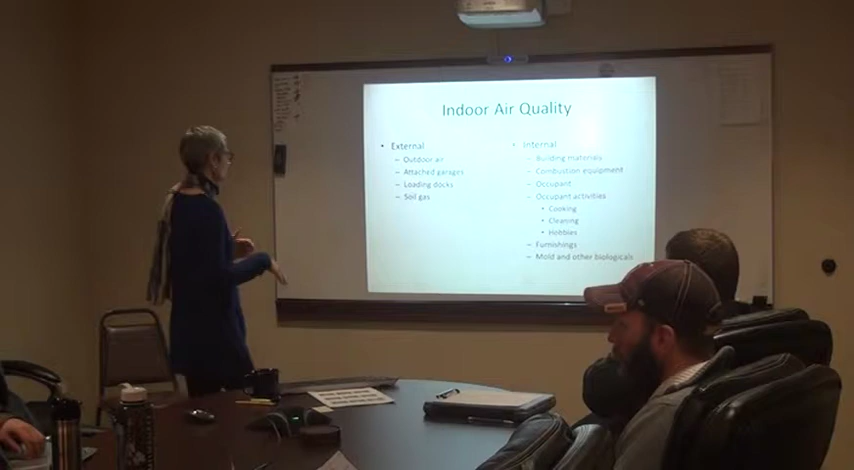 Indoor Air Quality
• External
– Outdoor air
– Attached garages
– Loading docks
– Soil gas
• Internal
– Building materials
– Combustion equipment
– Occupant
– Occupant activities
• Cooking
• Cleaning
• Hobbies
– Furnishings
– Mold and other biologicals